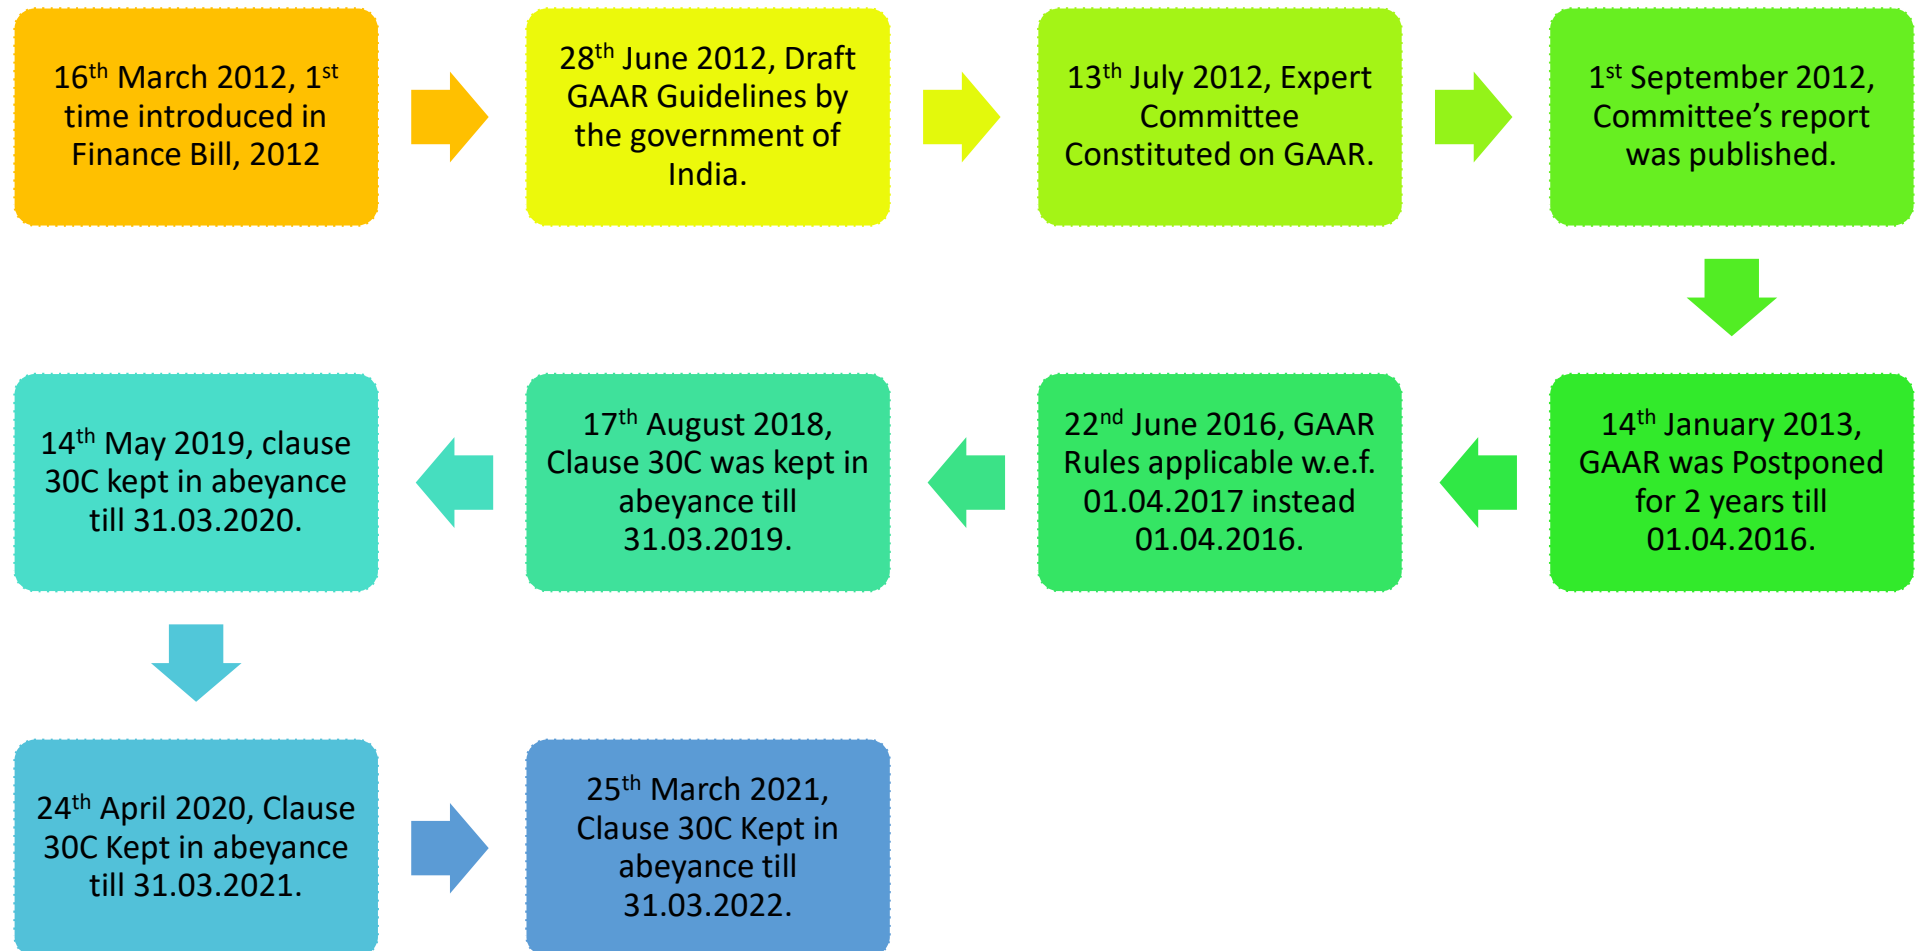 16th March 2012, 1st
time introduced in
Finance Bill, 2012
28th June 2012, Draft
GAAR Guidelines by
the government of
India.
13th July 2012, Expert
Committee
Constituted on GAAR.
1st September 2012,
Committee’s report
was published.
14th January 2013,
GAAR was Postponed
for 2 years till
01.04.2016.
22nd June 2016, GAAR
Rules applicable w.e.f.
01.04.2017 instead
01.04.2016.
17th August 2018,
Clause 30C was kept in
abeyance till
31.03.2019.
14th May 2019, clause
30C kept in abeyance
till 31.03.2020.
24th April 2020, Clause
30C Kept in abeyance
till 31.03.2021.
25th March 2021,
Clause 30C Kept in
abeyance till
31.03.2022.